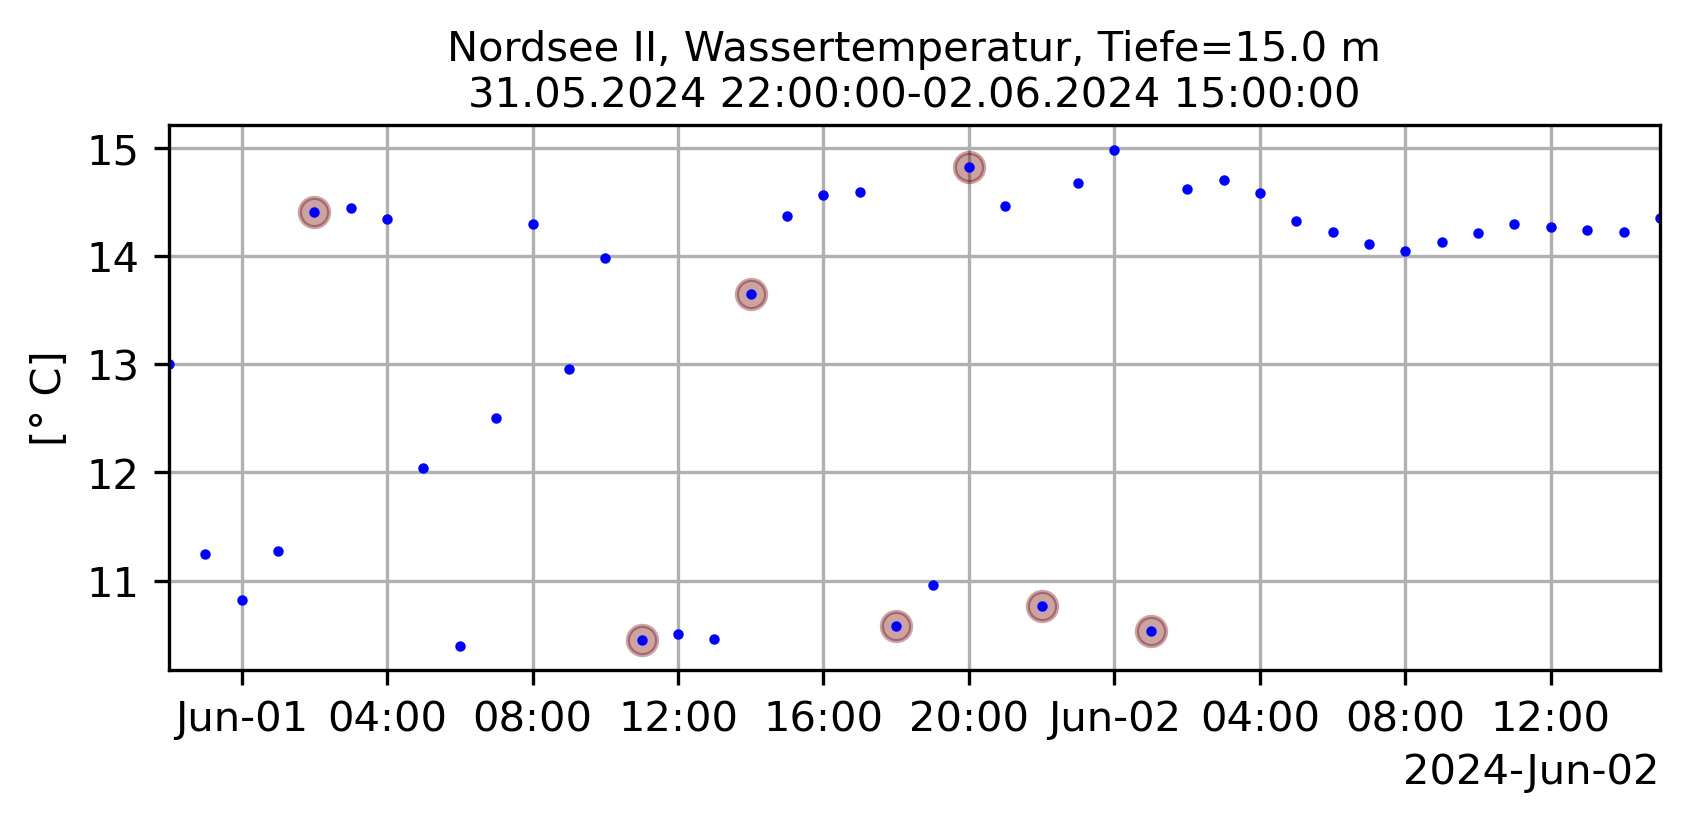 Nordsee II, Wassertemperatur, Tiefe=15.0 m
31.05.2024 22:00:00-02.06.2024 15:00:00
[° C]
15
14
13
12
11
Jun-01 04:00 08:00 12:00 16:00 20:00 Jun-02 04:00 08:00 12:00
2024-Jun-02